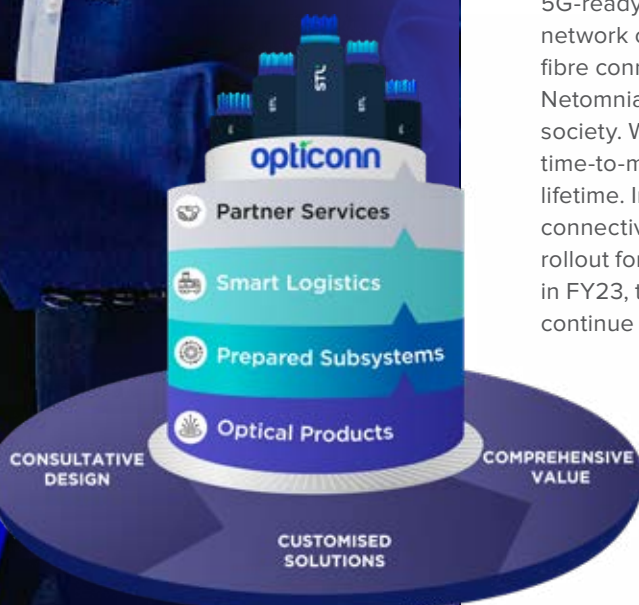 5G-ready
network
fibre
Netomnia
society.
time-to-m
lifetime.
connectiv
rollout for
in FY23,
continue
STL
opticonn
Partner Services
Smart Logistics
Prepared Subsystems
Optical Products
CONSULTATIVE
DESIGN
CUSTOMISED
SOLUTIONS
COMPREHENSIVE
VALUE